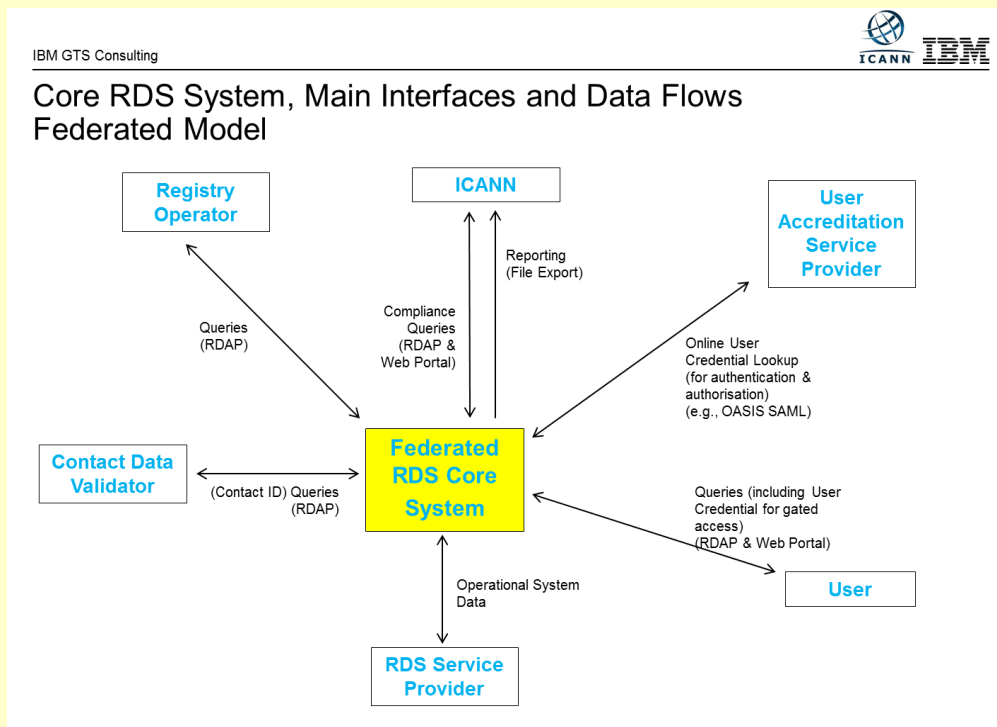 IBM GTS Consulting
ICANN
IBM
Core RDS System, Main Interfaces and Data Flows
Federated Model
Registry
Operator
ICANN
User
Accreditation
Service
Provider
Reporting
(File Export)
Compliance
Queries
(RDAP &
Web Portal)
Queries
(RDAP)
Online User
Credential Lookup
(for authentication &
authorisation)
(e.g., OASIS SAML)
Federated
RDS Core
System
Contact Data
Validator
(Contact ID) Queries
(RDAP)
Queries (including User
Credential for gated
access)
(RDAP & Web Portal)
User
Operational System
Data
RDS Service
Provider